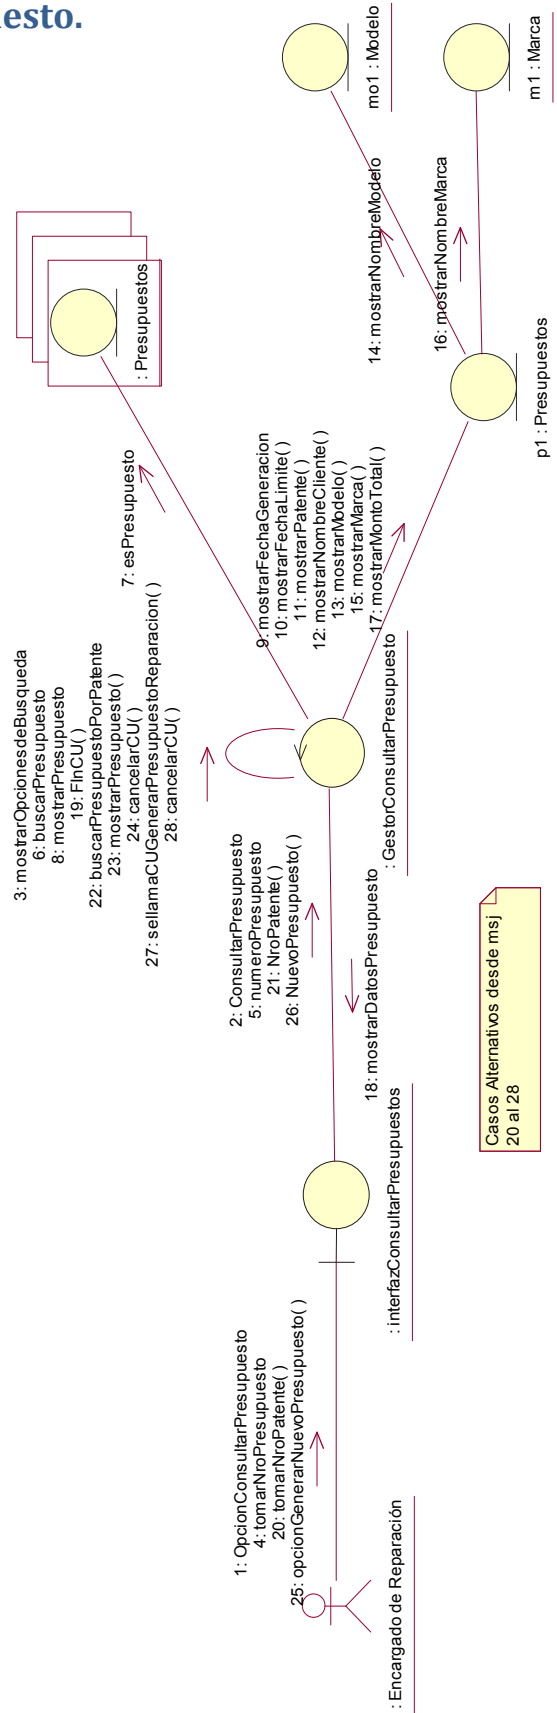 esto.
: Encargado de Reparación
1: OpcionConsultarPresupuesto
4: tomarNroPresupuesto
20: tomarNroPatente( )
25: opcionGenerarNuevoPresupuesto( )
: interfazConsultarPresupuestos
2: ConsultarPresupuesto
5: numeroPresupuesto
21: NroPatente( )
26: NuevoPresupuesto( )
18: mostrarDatosPresupuesto
: GestorConsultarPresupuesto
3: mostrarOpcionesdeBusqueda
6: buscarPresupuesto
8: mostrarPresupuesto
19: FInCU( )
22: buscarPresupuestoPorPatente
23: mostrarPresupuesto( )
24: cancelarCU( )
27: sellamaCUGenerarPresupuestoReparacion( )
28: cancelarCU( )
7: esPresupuesto
: Presupuestos
9: mostrarFechaGeneracion
10: mostrarFechaLimite( )
11: mostrarPatente( )
12: mostrarNombreCliente( )
13: mostrarModelo( )
15: mostrarMarca( )
17: mostrarMontoTotal( )
p1 : Presupuestos
14: mostrarNombreModelo
16: mostrarNombreMarca
mo1 : Modelo
m1 : Marca
Casos Alternativos desde msj
20 al 28